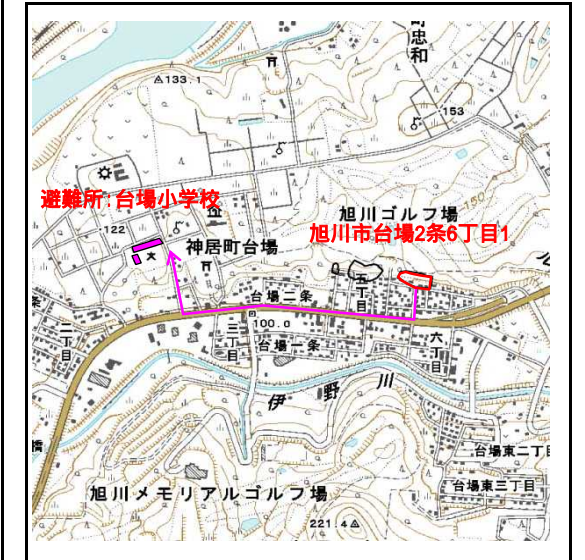 町忠和
133.1
153
避難所:台場小学校
旭川ゴルフ場
150
旭川市台場2条6丁目1
122
神居町台場
文
台場二条
五丁目
条
二丁目
100.0
三丁目
台場一条
六丁目
伊野川
橋
台場東二丁目
台場東三丁目
旭川メモリアルゴルフ場
221.4